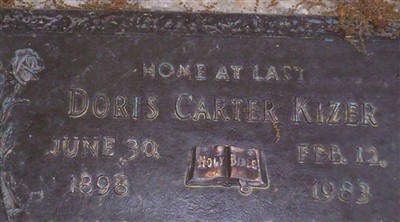 HOME AT LAST
DORIS CARTER KIZER
JUNE 30
1898
HOLY BIBLE
FEB. 12,
1983